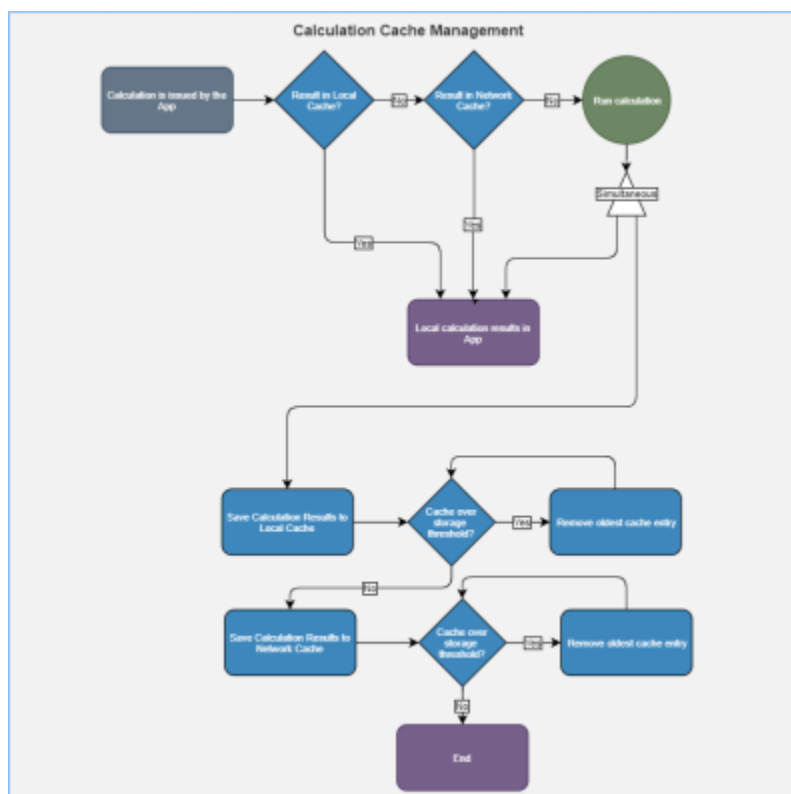 Calculation Cache Management
Calculation is issued by the
App
Result in Local
Cache?
No
Result in Network
Cache?
No
Run calculation
Simultaneous
Yes
Yes
Local calculation results in
App
Save Calculation Results to
Local Cache
Cache over
storage
threshold?
Yes
Remove oldest cache entry
No
Save Calculation Results to
Network Cache
Cache over
storage
threshold?
Yes
Remove oldest cache entry
No
End